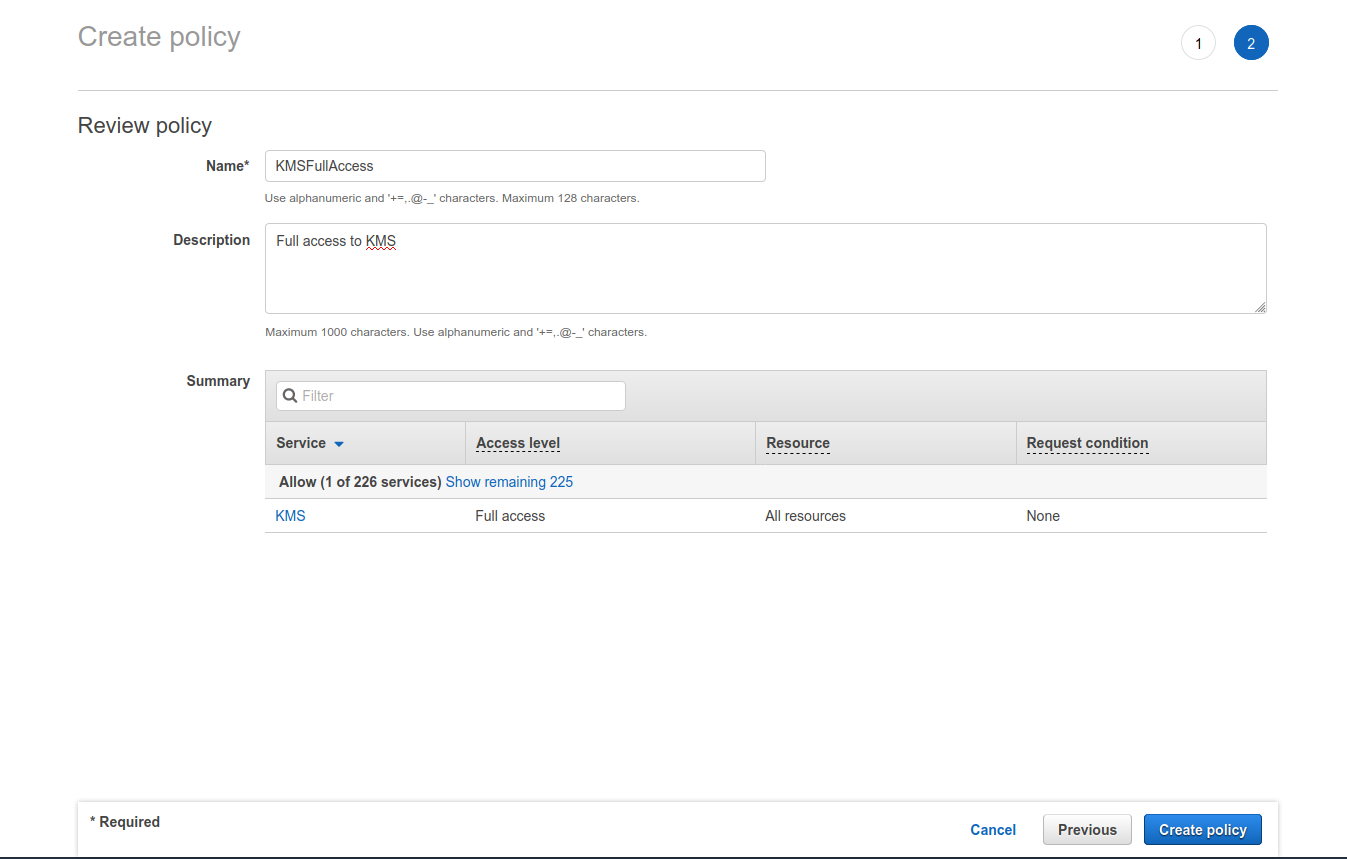 Create policy
1 2
Review policy
Name* KMSFullAccess
Use alphanumeric and '+=,.@-_' characters. Maximum 128 characters.
Description Full access to KMS
Maximum 1000 characters. Use alphanumeric and '+=,.@-_' characters.
Summary Filter
Service Access level Resource Request condition
Allow (1 of 226 services) Show remaining 225
KMS Full access All resources None
* Required Cancel Previous Create policy